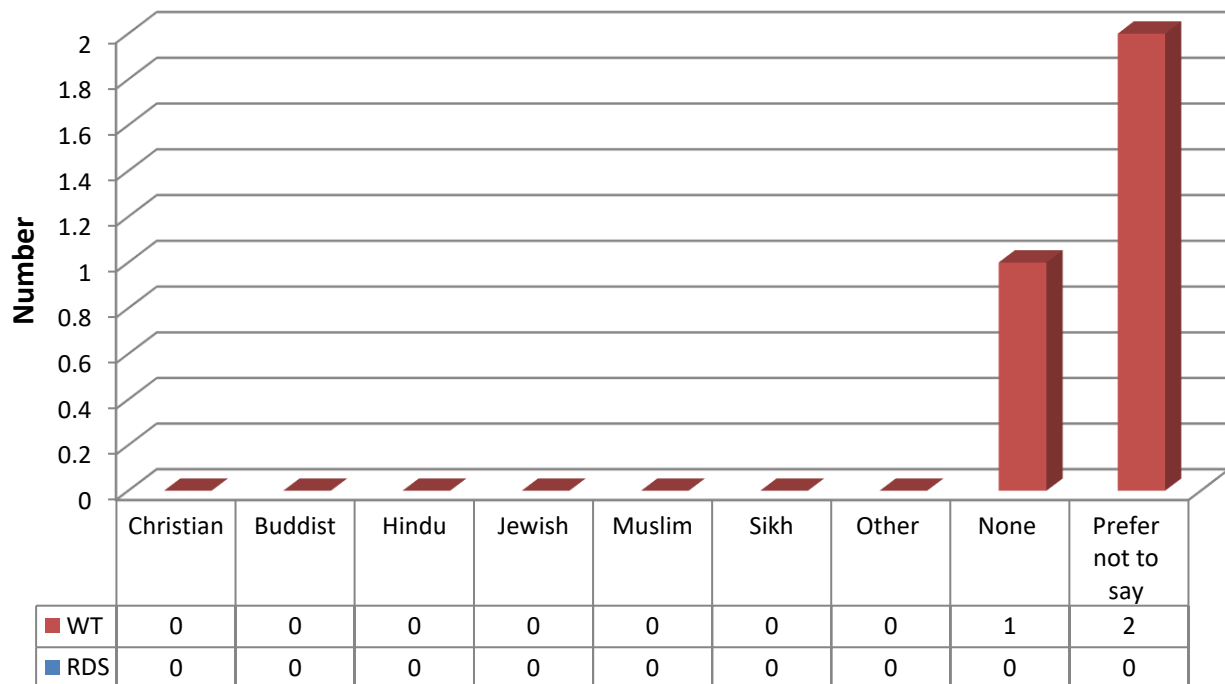 2
1.8
1.6
1.4
1.2
1
0.8
0.6
0.4
0.2
0
Number
Christian Buddist Hindu Jewish Muslim Sikh Other None Prefer
not to
say
WT 0 0 0 0 0 0 0 1 2
RDS 0 0 0 0 0 0 0 0 0